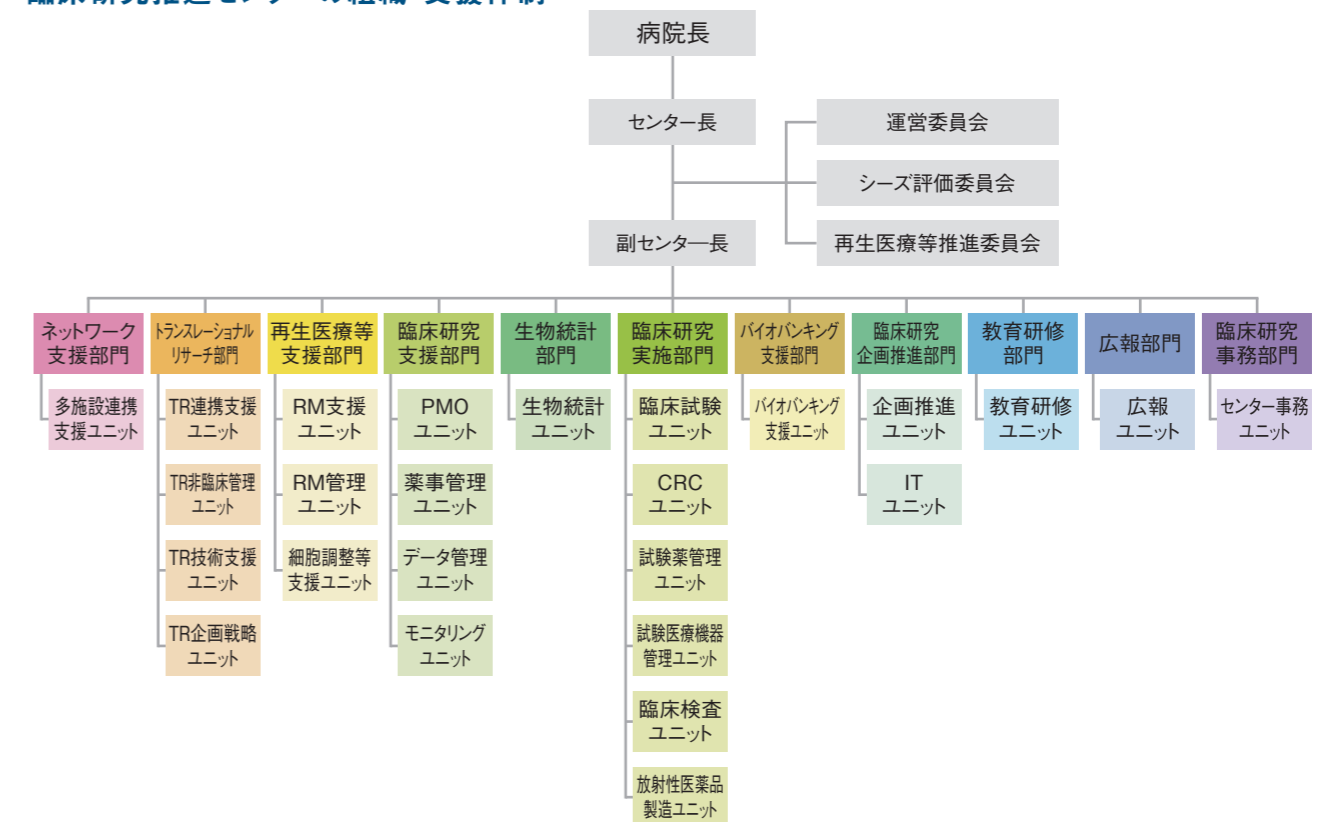 臨床研究推進センターの組織・支援体制
病院長
センター長
運営委員会
シーズ評価委員会
副センター長
再生医療等推進委員会
ネットワーク
支援部門
トランスレーショナル
リサーチ部門
再生医療等
支援部門
臨床研究
支援部門
生物統計
部門
臨床研究
実施部門
バイオバンキング
支援部門
臨床研究
企画推進部門
教育研修
部門
広報部門
臨床研究
事務部門
多施設連携
支援ユニット
TR連携支援
ユニット
RM支援
ユニット
PMO
ユニット
生物統計
ユニット
臨床試験
ユニット
バイオバンキング
支援ユニット
企画推進
ユニット
教育研修
ユニット
広報
ユニット
センター事務
ユニット
TR非臨床管理
ユニット
RM管理
ユニット
薬事管理
ユニット
CRC
ユニット
IT
ユニット
TR技術支援
ユニット
細胞調整等
支援ユニット
データ管理
ユニット
試験薬管理
ユニット
TR企画戦略
ユニット
モニタリング
ユニット
試験医療機器
管理ユニット
臨床検査
ユニット
放射性医薬品
製造ユニット